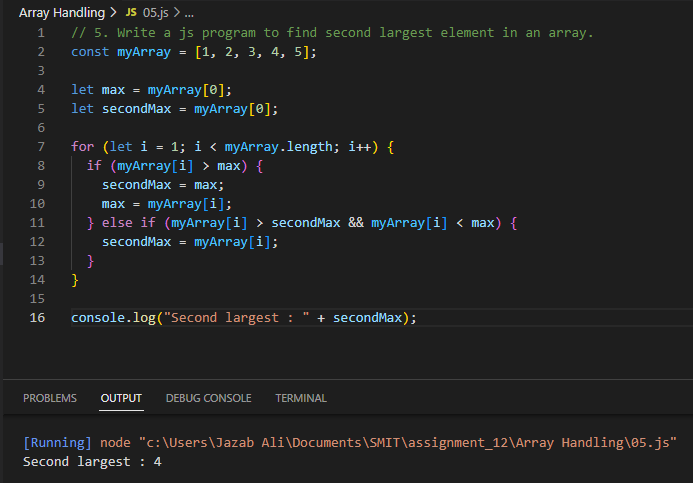 Array Handling > JS 05.js > ...
1 // 5. Write a js program to find second largest element in an array.
2 const myArray = [1, 2, 3, 4, 5];
3
4 let max = myArray[0];
5 let secondMax = myArray[0];
6
7 for (let i = 1; i < myArray.length; i++) {
8 if (myArray[i] > max) {
9 secondMax = max;
10 max = myArray[i];
11 } else if (myArray[i] > secondMax && myArray[i] < max) {
12 secondMax = myArray[i];
13 }
14 }
15
16 console.log("Second largest : " + secondMax);
PROBLEMS OUTPUT DEBUG CONSOLE TERMINAL
[Running] node "c:\Users\Jazab Ali\Documents\SMIT\assignment_12\Array Handling\05.js"
Second largest : 4